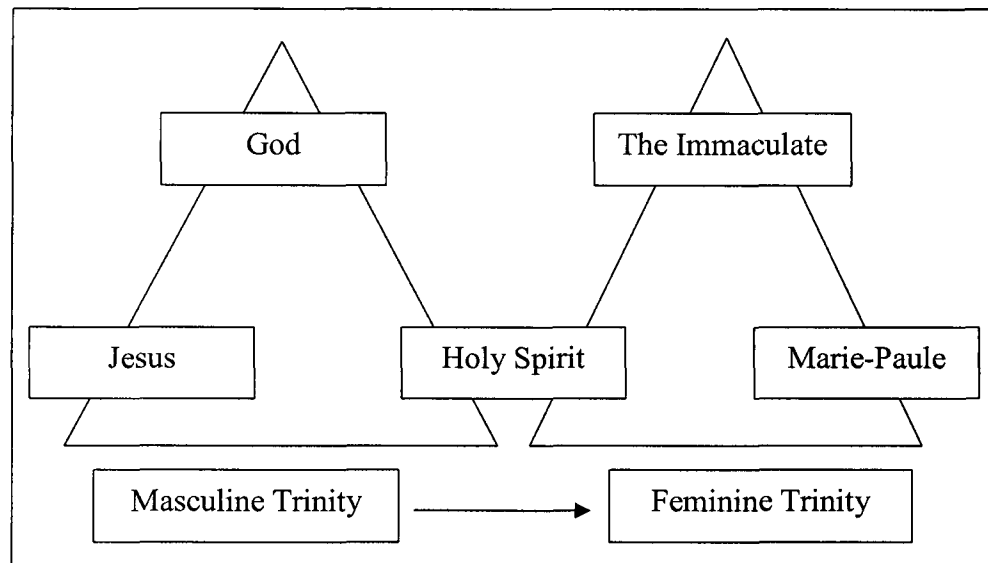 God
The Immaculate
Jesus
Holy Spirit
Marie-Paule
Masculine Trinity
Feminine Trinity